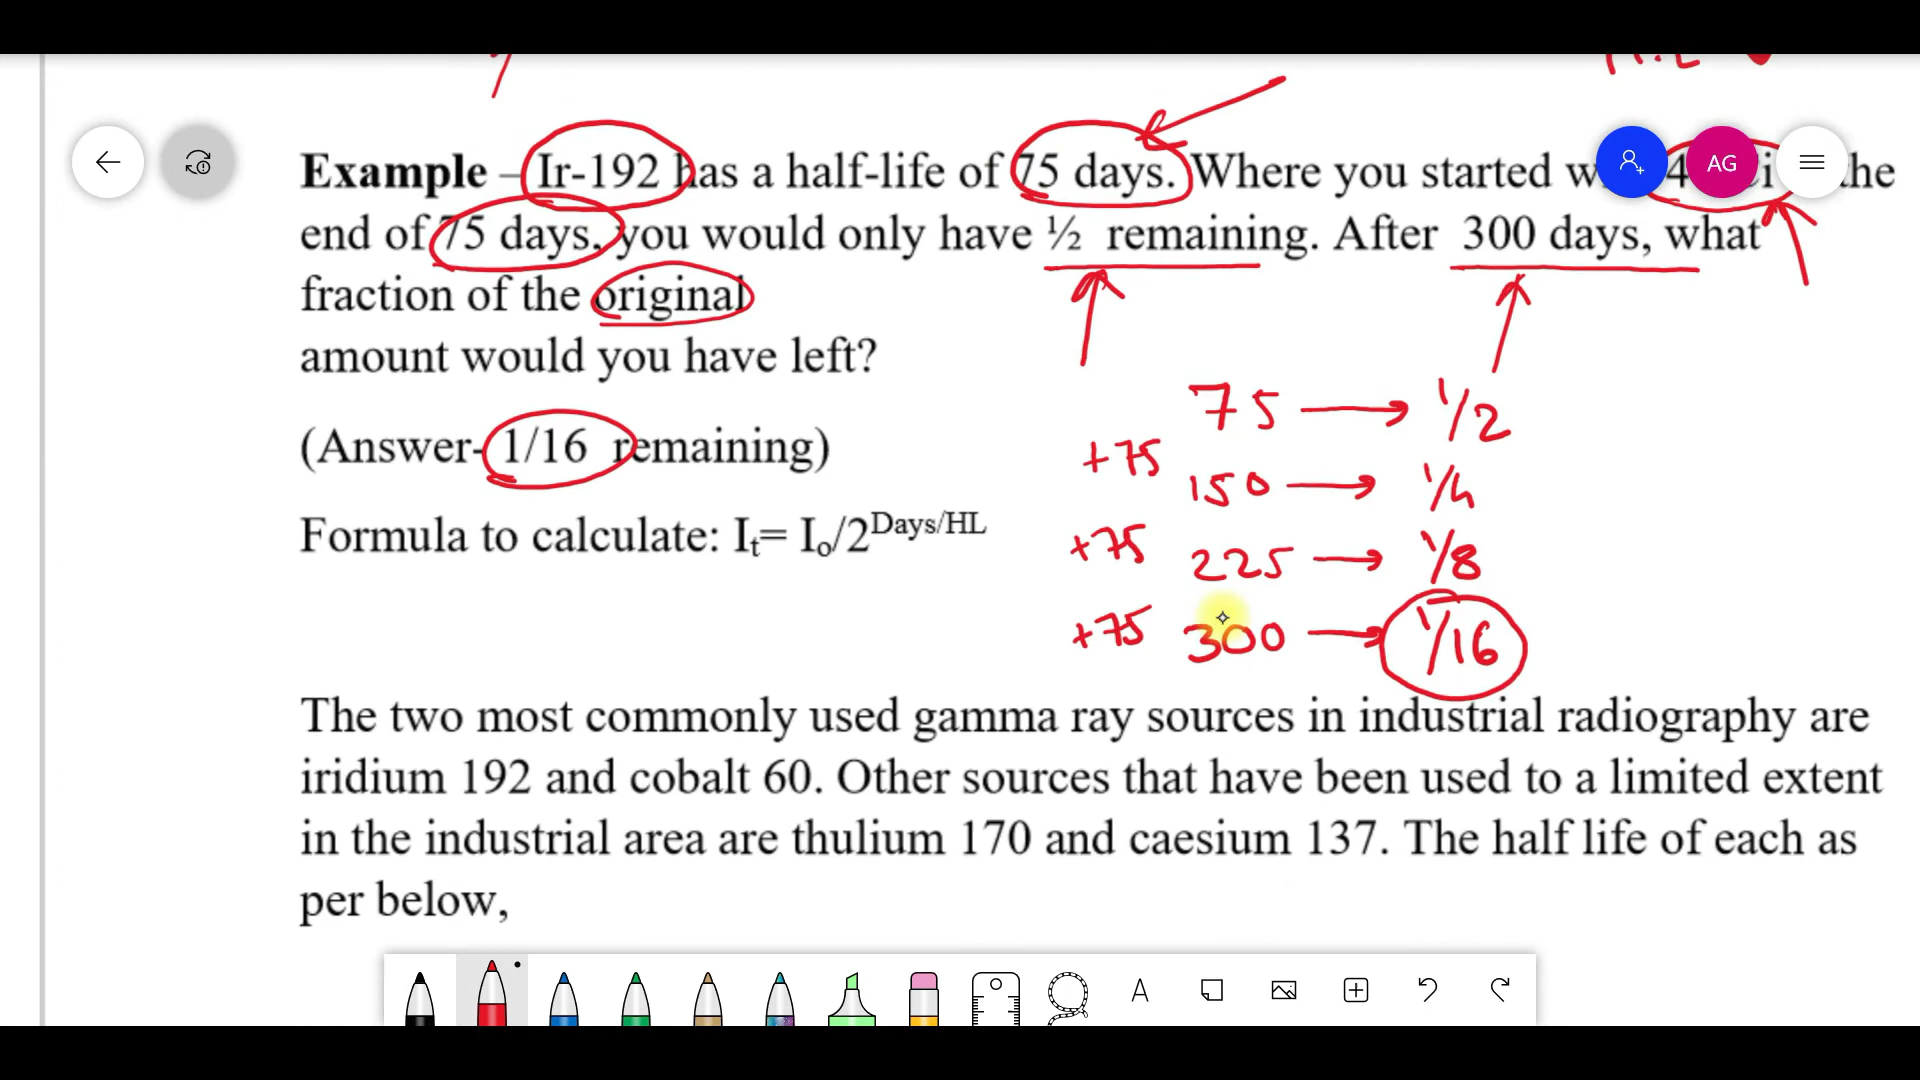 Example – Ir-192 has a half-life of 75 days. Where you started the
AG
end of 75 days, you would only have ½ remaining. After 300 days, what
fraction of the original
amount would you have left?
75 → 1/2
(Answer- 1/16 remaining)
+75 150 → 1/4
Formula to calculate: It= Io/2Days/HL
+75 225 → 1/8
+75 300 → 1/16
The two most commonly used gamma ray sources in industrial radiography are
iridium 192 and cobalt 60. Other sources that have been used to a limited extent
in the industrial area are thulium 170 and caesium 137. The half life of each as
per below,
A